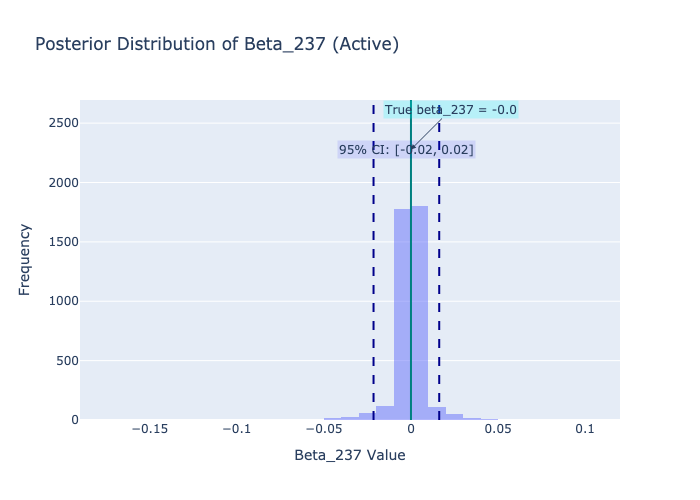 Posterior Distribution of Beta_237 (Active)
True beta_237 = -0.0
95% CI: [-0.02, 0.02]
2500
2000
1500
1000
500
0
Frequency
−0.15
−0.1
−0.05
0
0.05
0.1
Beta_237 Value